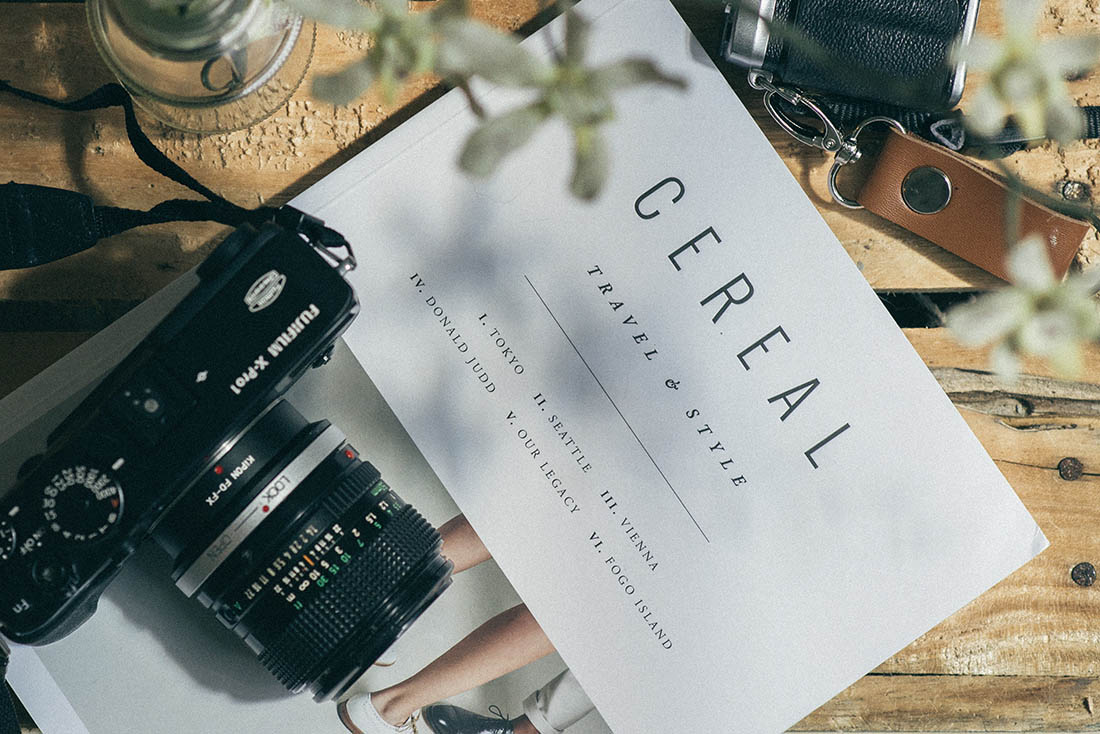 CEREAL
TRAVEL & STYLE
I. TOKYO II. SEATTLE III. VIENNA
IV. DONALD JUDD V. OUR LEGACY VI. FOGO ISLAND
FUJIFILM X-Pro1
KIPON FD-FX
LOCK
OPEN
Fn